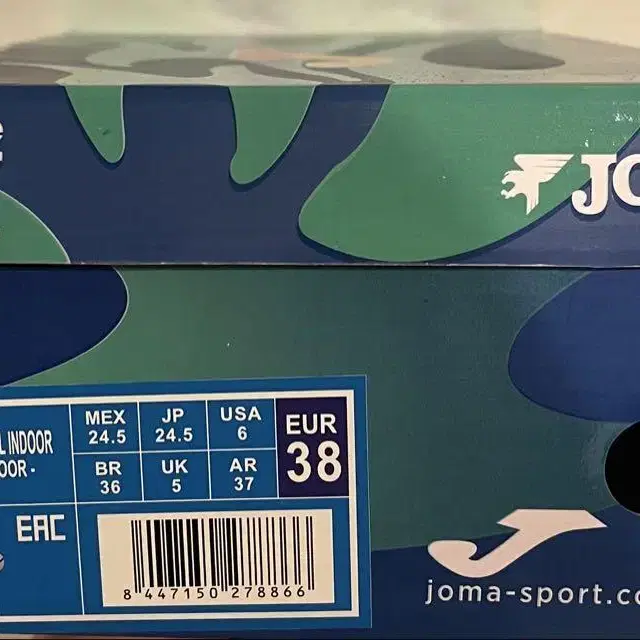 JO
L INDOOR
OOR -
MEX
24.5
JP
24.5
USA
6
EUR
38
BR
36
UK
5
AR
37
EAC
8 447150 278866
joma-sport.co